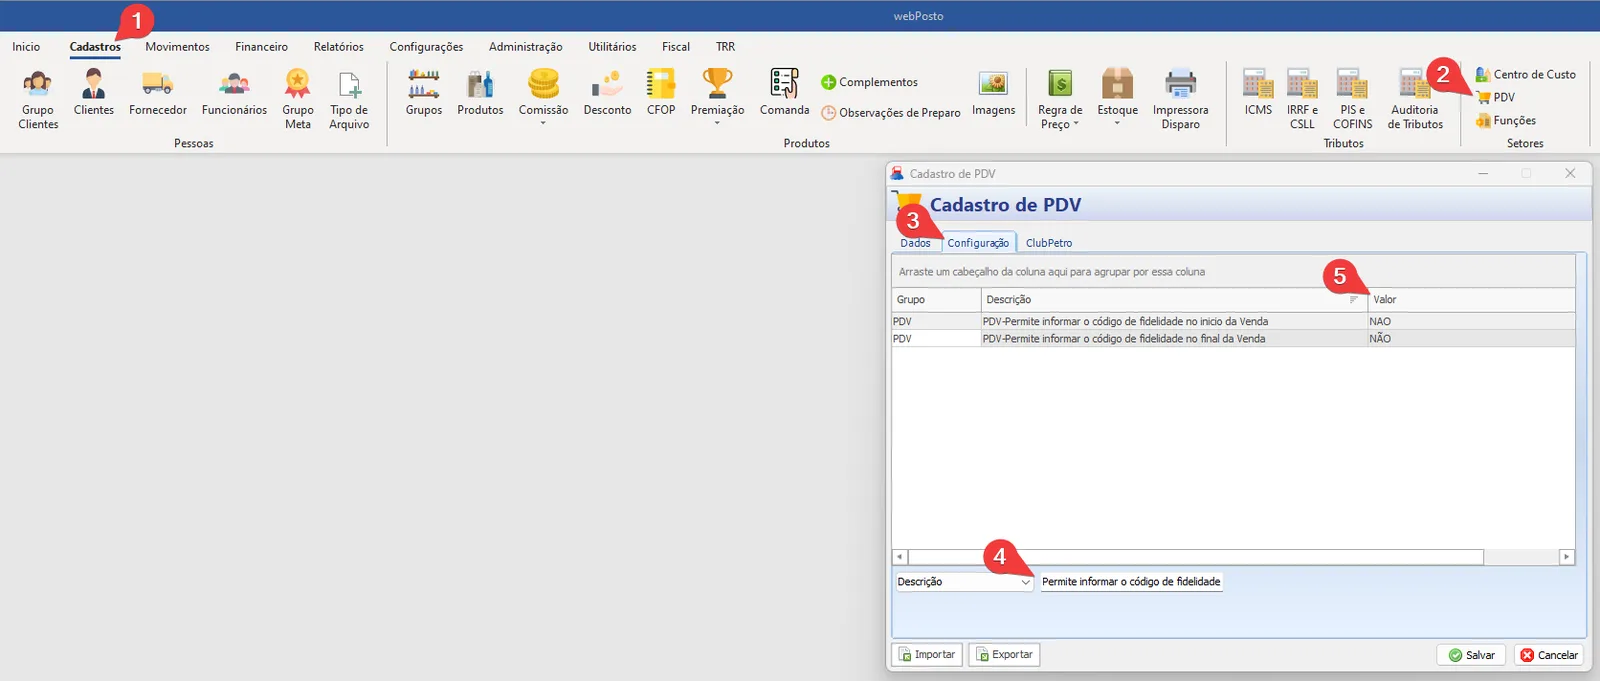 webPosto
1
Inicio Cadastros Movimentos Financeiro Relatórios Configurações Administração Utilitários Fiscal TRR
Grupo Clientes
Clientes
Fornecedor
Funcionários
Grupo Meta
Tipo de Arquivo
Pessoas
Grupos
Produtos
Comissão
Desconto
CFOP
Premiação
Comanda
Complementos
Observações de Preparo
Imagens
Regra de Preço
Estoque
Impressora Disparo
Produtos
ICMS
IRRF e CSLL
PIS e COFINS
Auditoria de Tributos
Tributos
2
Centro de Custo
PDV
Funções
Setores
Cadastro de PDV
Cadastro de PDV
3
Dados Configuração ClubPetro
Arraste um cabeçalho da coluna aqui para agrupar por essa coluna
5
Grupo Descrição Valor
PDV PDV-Permite informar o código de fidelidade no inicio da Venda NAO
PDV PDV-Permite informar o código de fidelidade no final da Venda NÃO
4
Descrição Permite informar o código de fidelidade
Importar Exportar Salvar Cancelar